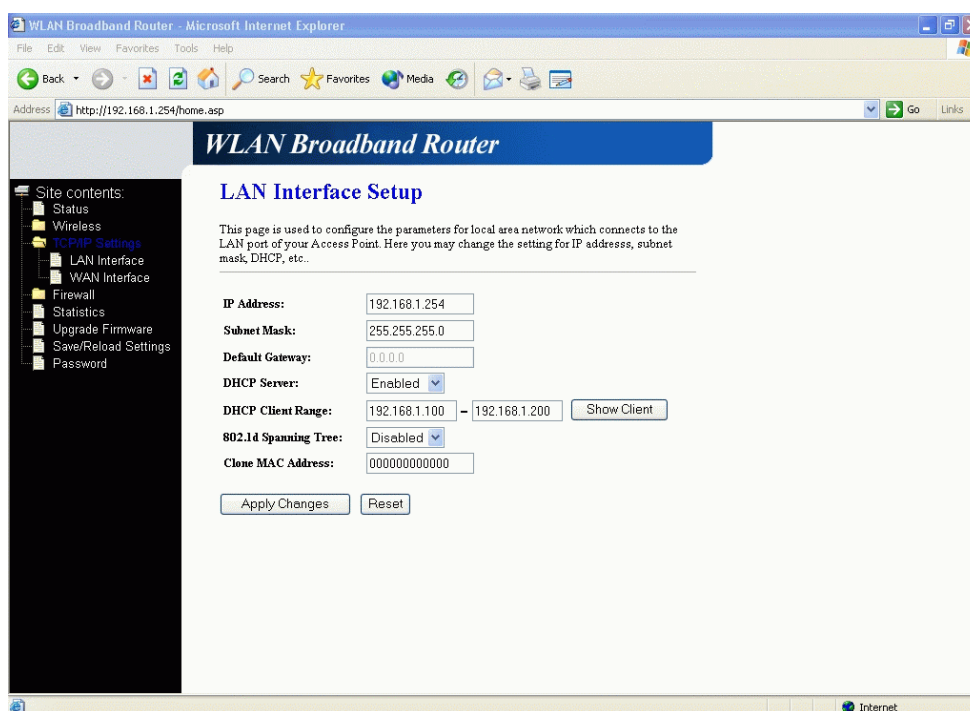 WLAN Broadband Router - Microsoft Internet Explorer
File Edit View Favorites Tools Help
Back Search Favorites Media
Address http://192.168.1.254/home.asp Go Links
WLAN Broadband Router
Site contents:
Status
Wireless
TCP/IP Settings
LAN Interface
WAN Interface
Firewall
Statistics
Upgrade Firmware
Save/Reload Settings
Password
LAN Interface Setup
This page is used to configure the parameters for local area network which connects to the
LAN port of your Access Point. Here you may change the setting for IP addresss, subnet
mask, DHCP, etc..
IP Address: 192.168.1.254
Subnet Mask: 255.255.255.0
Default Gateway: 0.0.0.0
DHCP Server: Enabled
DHCP Client Range: 192.168.1.100 – 192.168.1.200 Show Client
802.1d Spanning Tree: Disabled
Clone MAC Address: 000000000000
Apply Changes Reset
Internet